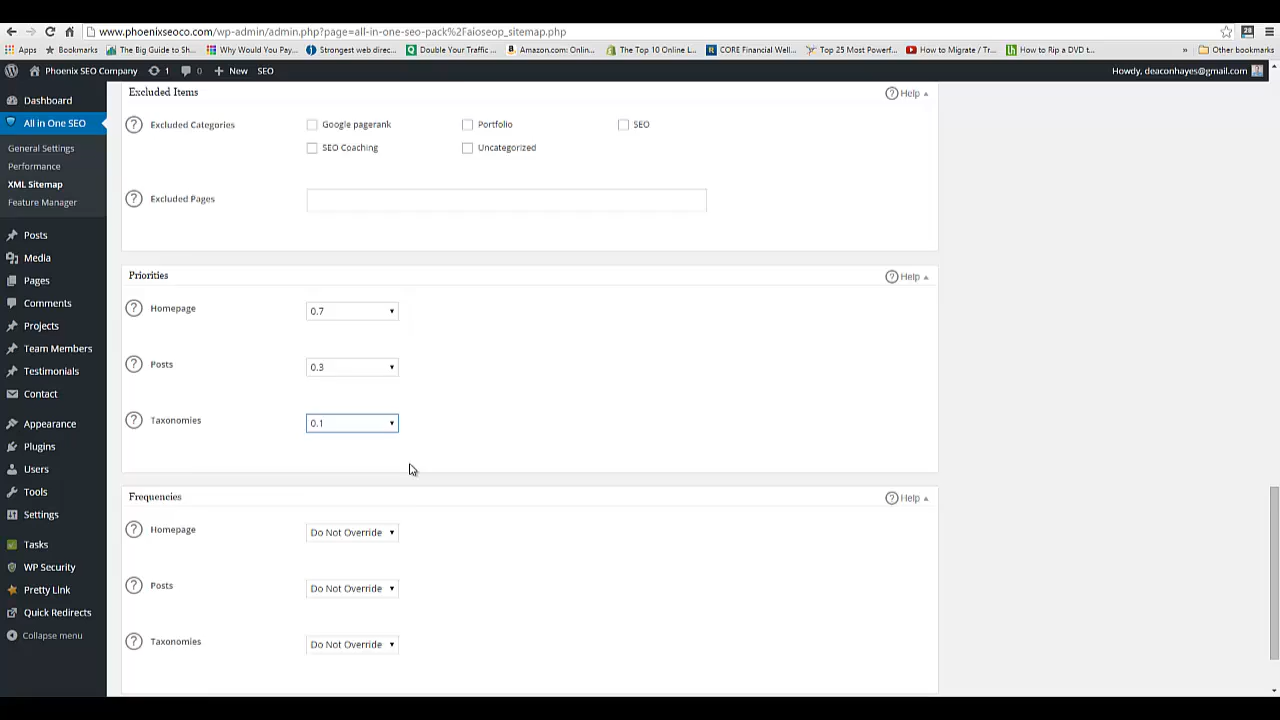 www.phoenixseoco.com/wp-admin/admin.php?page=all-in-one-seo-pack%2Faioseop_sitemap.php
Apps Bookmarks The Big Guide to Sh... Why Would You Pay... Strongest web direc... Double Your Traffic ... Amazon.com: Onlin... The Top 10 Online L... CORE Financial Well... Top 25 Most Powerf... How to Migrate / Tr... How to Rip a DVD t... » Other bookmarks
Phoenix SEO Company 1 0 + New SEO Howdy, deaconhayes@gmail.com
Dashboard
All in One SEO
General Settings
Performance
XML Sitemap
Feature Manager
Posts
Media
Pages
Comments
Projects
Team Members
Testimonials
Contact
Appearance
Plugins
Users
Tools
Settings
Tasks
WP Security
Pretty Link
Quick Redirects
Collapse menu
Excluded Items ? Help
? Excluded Categories Google pagerank Portfolio SEO
SEO Coaching Uncategorized
? Excluded Pages
Priorities ? Help
? Homepage 0.7
? Posts 0.3
? Taxonomies 0.1
Frequencies ? Help
? Homepage Do Not Override
? Posts Do Not Override
? Taxonomies Do Not Override